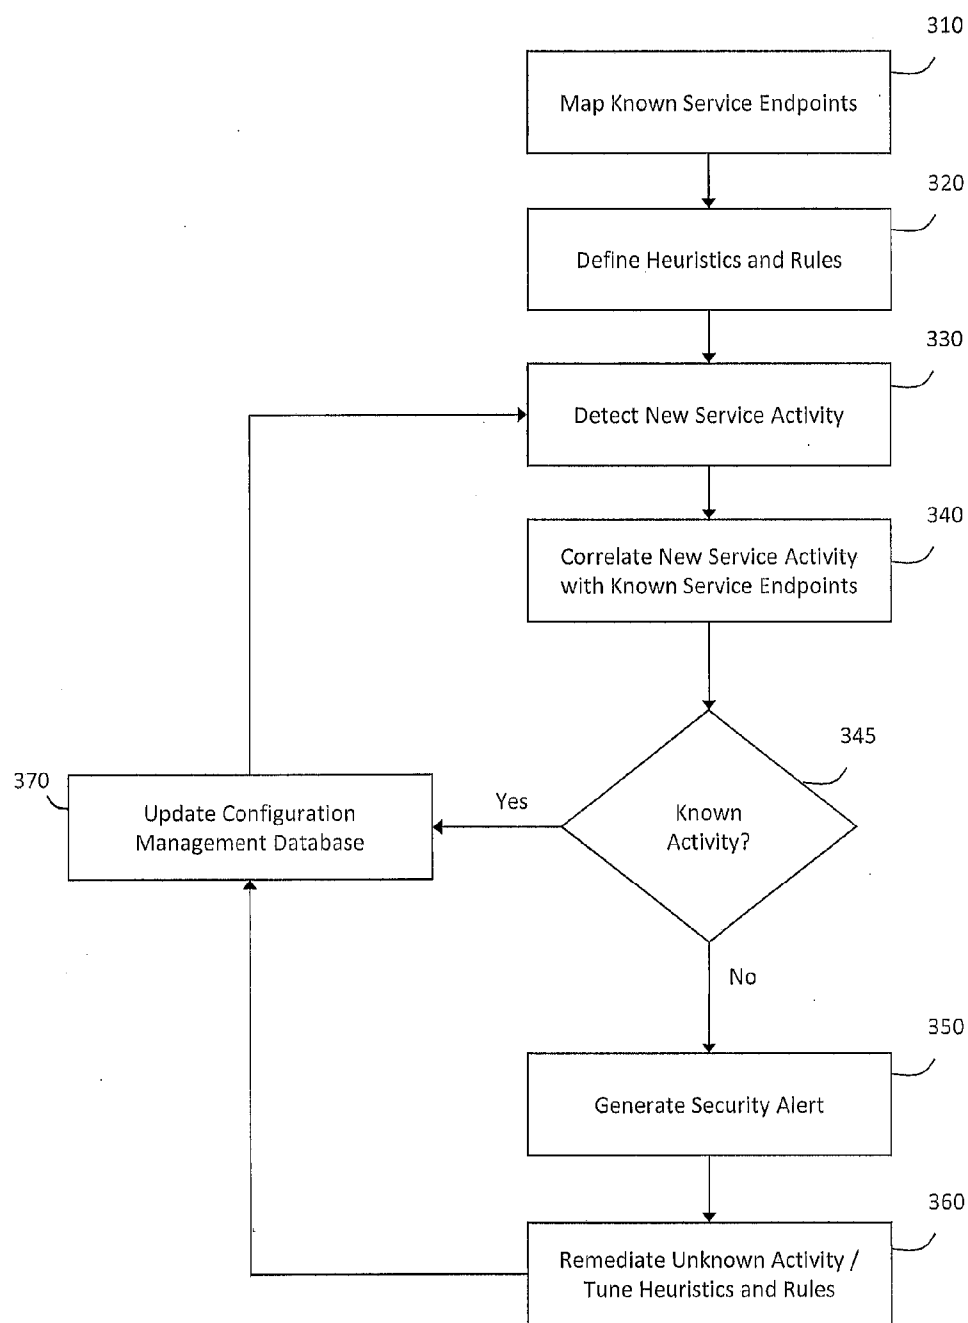 310
Map Known Service Endpoints
320
Define Heuristics and Rules
330
Detect New Service Activity
340
Correlate New Service Activity
with Known Service Endpoints
345
Known
Activity?
Yes
370
Update Configuration
Management Database
No
350
Generate Security Alert
360
Remediate Unknown Activity /
Tune Heuristics and Rules